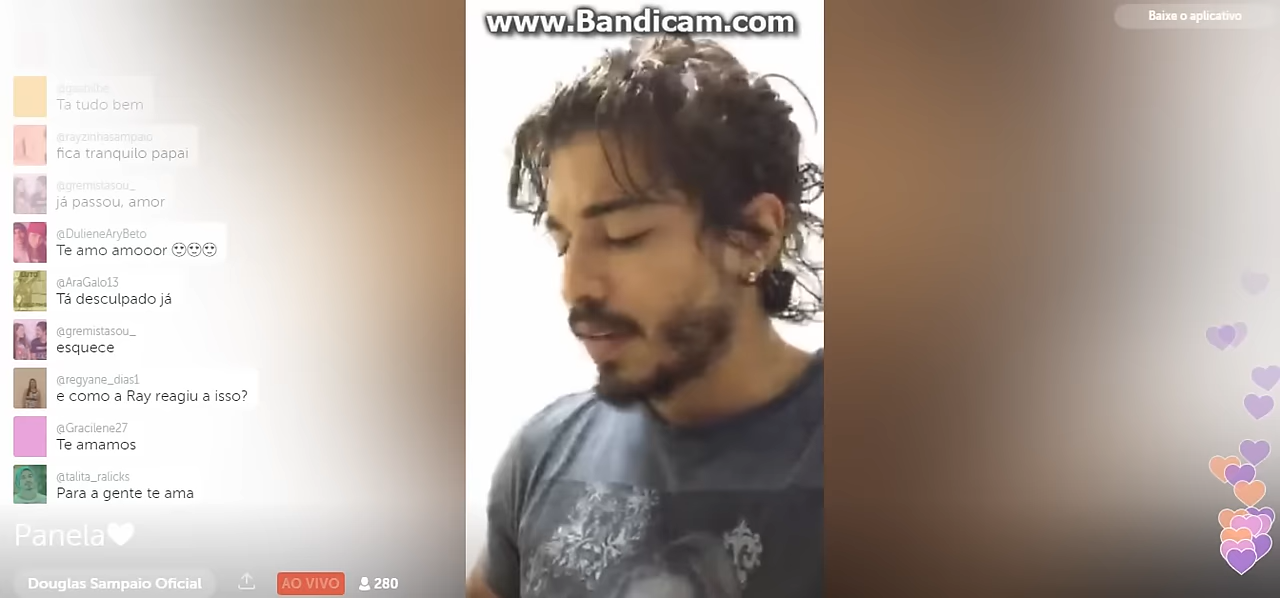 www.Bandicam.com
Baixe o aplicativo
Ta tudo bem
@rayzinhasampaio
fica tranquilo papai
@gremistasou_
já passou, amor
@DulieneAryBeto
Te amo amooor 🙂🙂🙂
@AraGalo13
Tá desculpado já
@gremistasou_
esquece
@regyane_dias1
e como a Ray reagiu a isso?
@Gracilene27
Te amamos
@talita_ralicks
Para a gente te ama
Panela🤍
Douglas Sampaio Oficial
AO VIVO
280